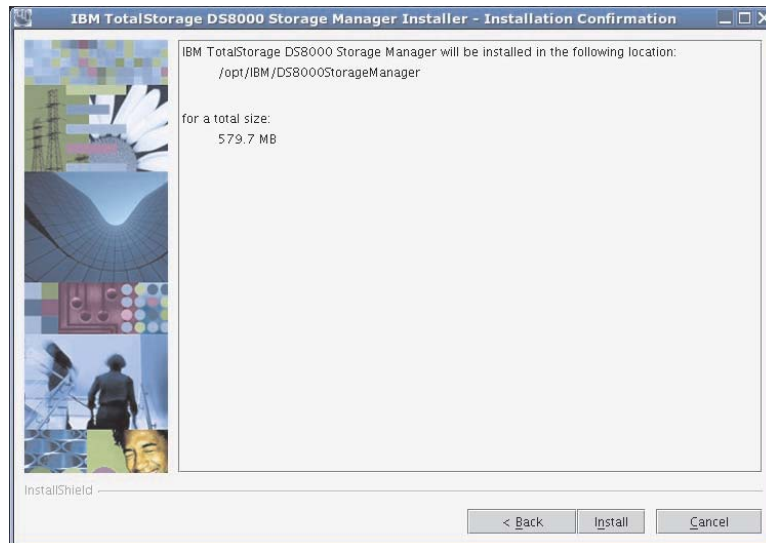 IBM TotalStorage DS8000 Storage Manager Installer - Installation Confirmation
IBM TotalStorage DS8000 Storage Manager will be installed in the following location:
/opt/IBM/DS8000StorageManager
for a total size:
579.7 MB
InstallShield
< Back
Install
Cancel